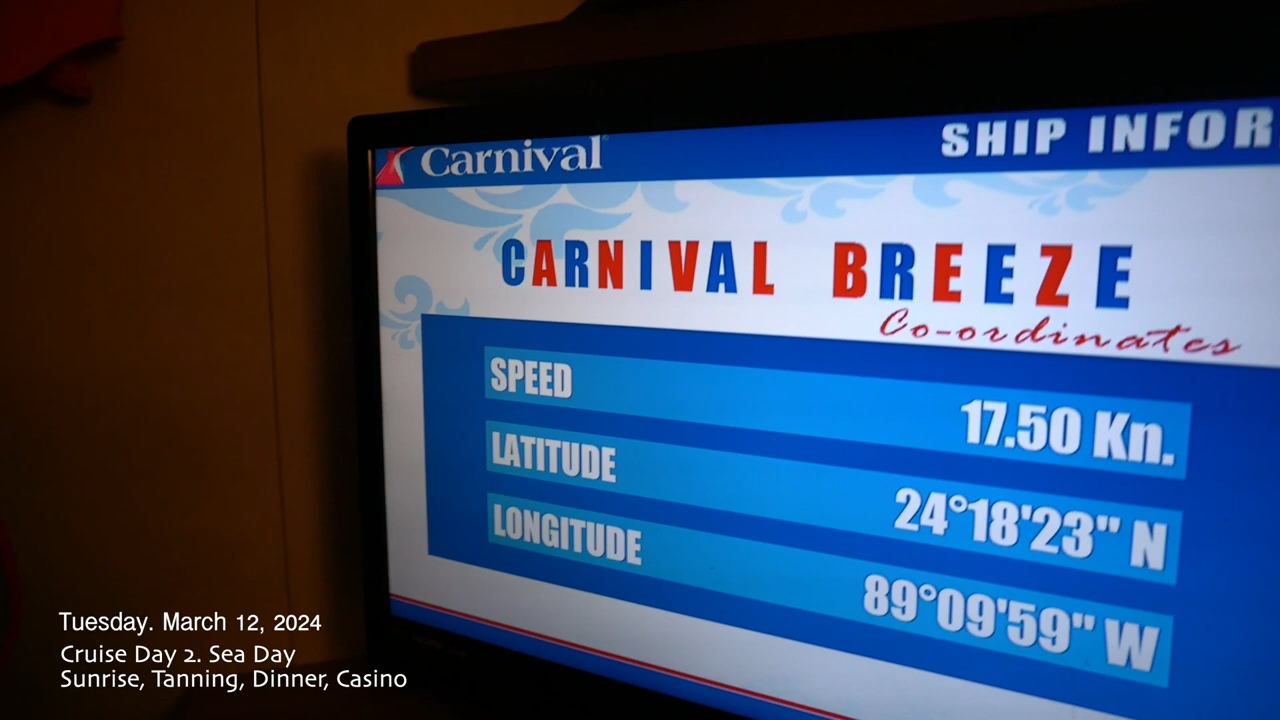 Carnival
SHIP INFOR
CARNIVAL BREEZE
Co-ordinates
SPEED 17.50 Kn.
LATITUDE 24°18'23" N
LONGITUDE 89°09'59" W
Tuesday. March 12, 2024
Cruise Day 2. Sea Day
Sunrise, Tanning, Dinner, Casino